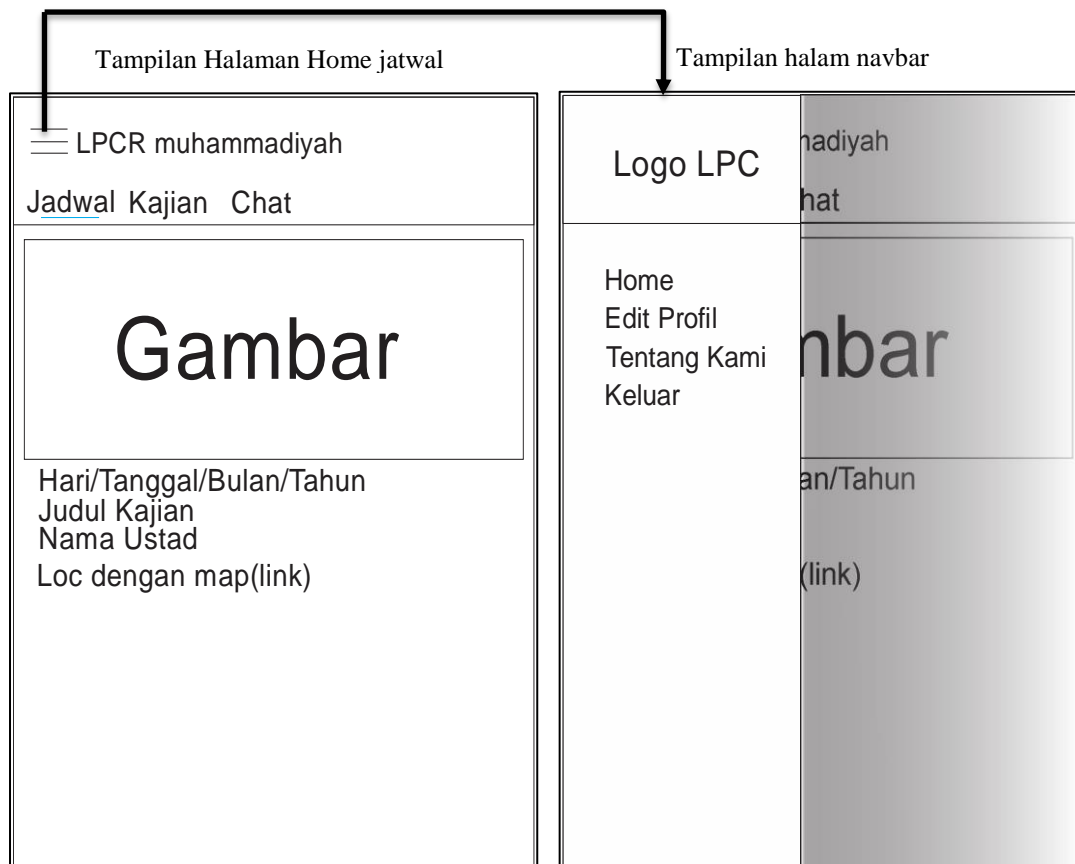 Tampilan Halaman Home jatwal
LPCR muhammadiyah
Jadwal Kajian Chat
Gambar
Hari/Tanggal/Bulan/Tahun
Judul Kajian
Nama Ustad
Loc dengan map(link)
Tampilan halam navbar
Logo LPC
Home
Edit Profil
Tentang Kami
Keluar
nadiyah
hat
mbar
an/Tahun
(link)